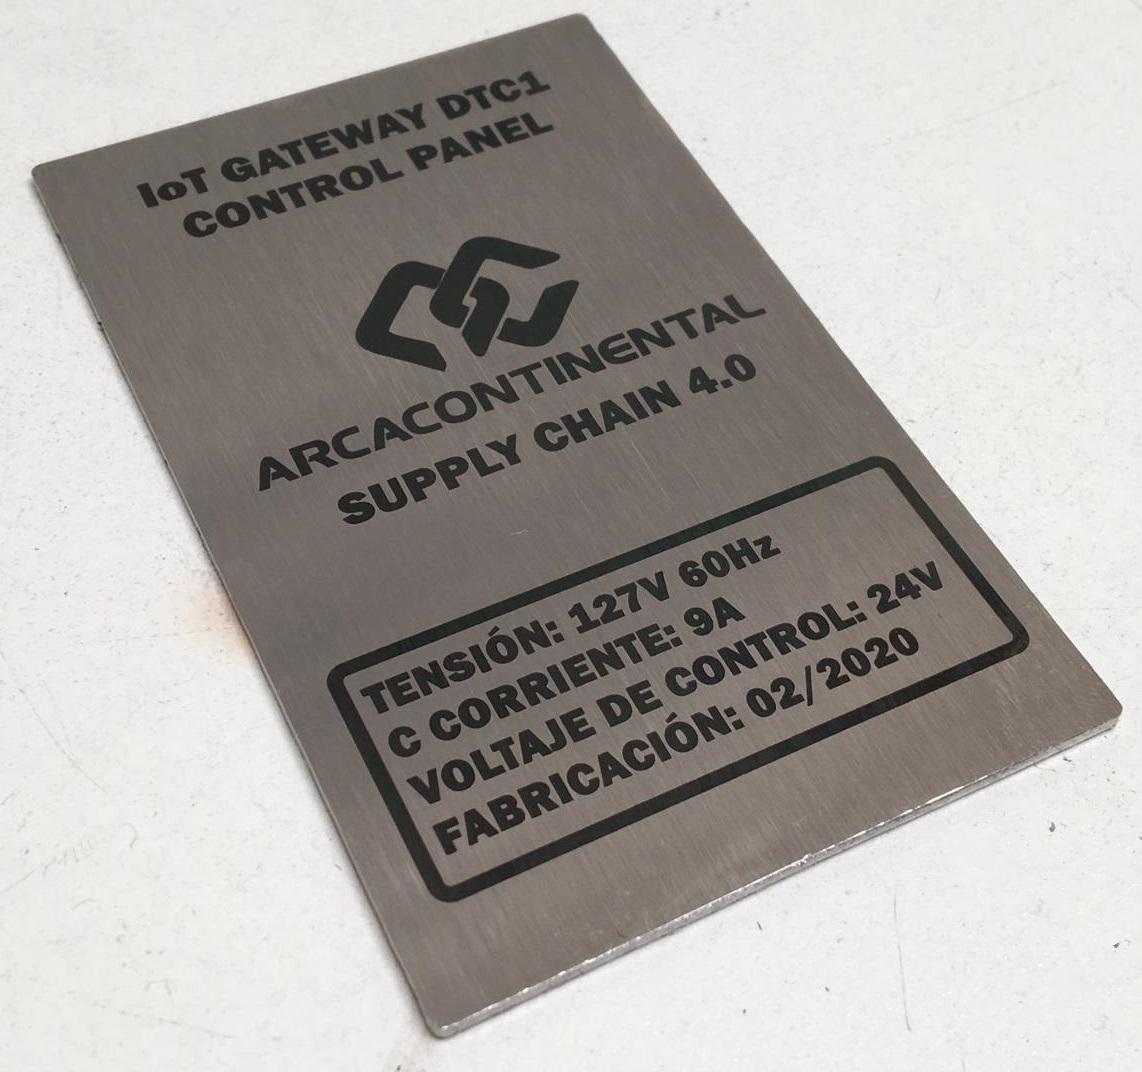 IoT GATEWAY DTC1
CONTROL PANEL
ARCACONTINENTAL
SUPPLY CHAIN 4.0
TENSIÓN: 127V 60Hz
C CORRIENTE: 9A
VOLTAJE DE CONTROL: 24V
FABRICACIÓN: 02/2020